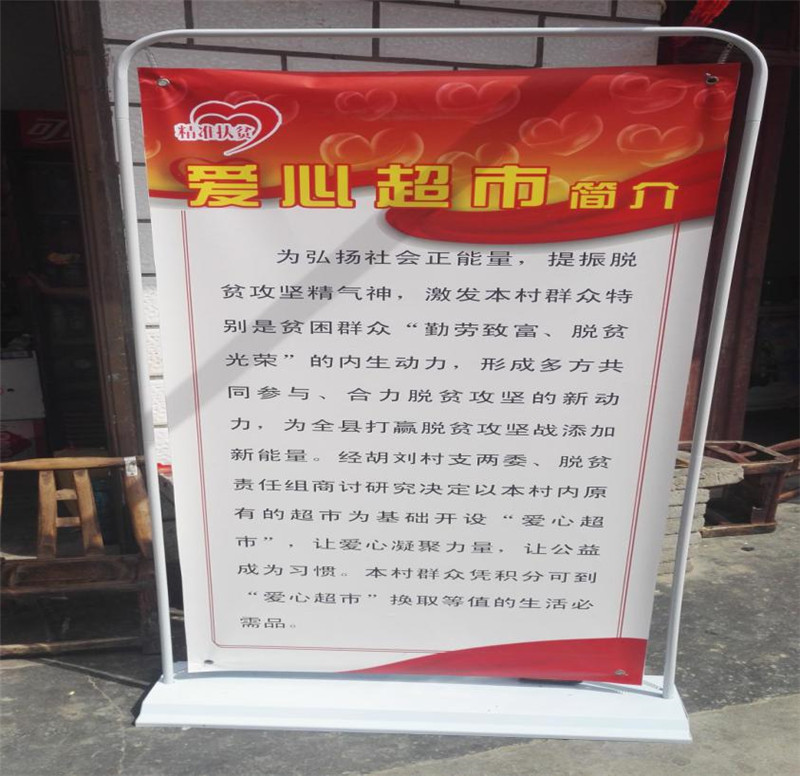 精准扶贫
爱心超市简介
为弘扬社会正能量，提振脱
贫攻坚精气神，激发本村群众特
别是贫困群众“勤劳致富、脱贫
光荣”的内生动力，形成多方共
同参与、合力脱贫攻坚的新动
力，为全县打赢脱贫攻坚战添加
新能量。经胡刘村支两委、脱贫
责任组商讨研究决定以本村内原
有的超市为基础开设“爱心超
市”，让爱心凝聚力量，让公益
成为习惯。本村群众凭积分可到
“爱心超市”换取等值的生活必
需品。
可